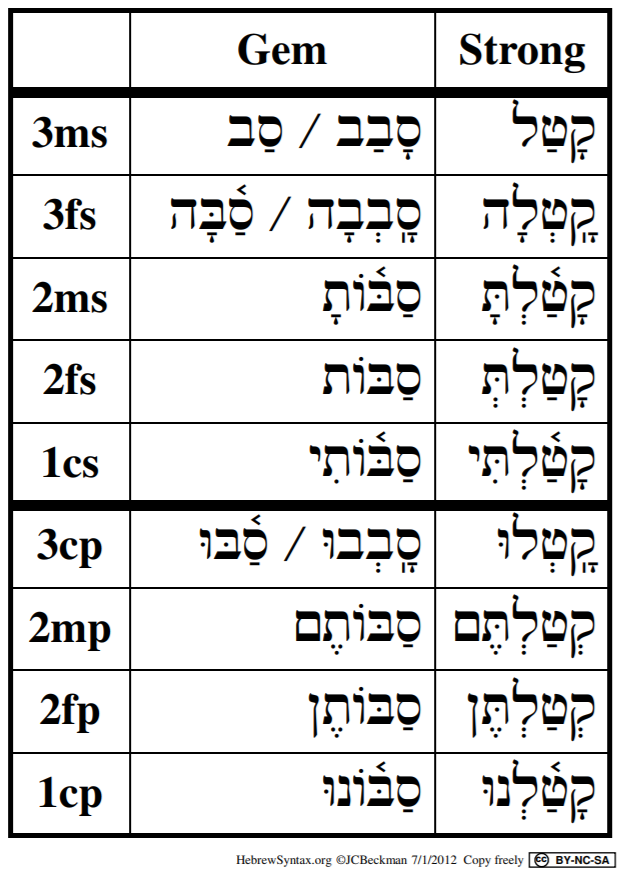 Gem Strong
3ms סָבַב / סַב קָטַל
3fs סָֽבְבָה / סַ֫בָּה קָֽטְלָה
2ms סַבּ֫וֹתָ קָטַ֫לְתָּ
2fs סַבּוֹת קָטַלְתְּ
1cs סַבּ֫וֹתִי קָטַ֫לְתִּי
3cp סָֽבְבוּ / סַ֫בּוּ קָֽטְלוּ
2mp סַבּוֹתֶם קְטַלְתֶּם
2fp סַבּוֹתֶן קְטַלְתֶּן
1cp סַבּ֫וֹנוּ קָטַ֫לְנוּ
HebrewSyntax.org ©JCBeckman 7/1/2012 Copy freely cc BY-NC-SA